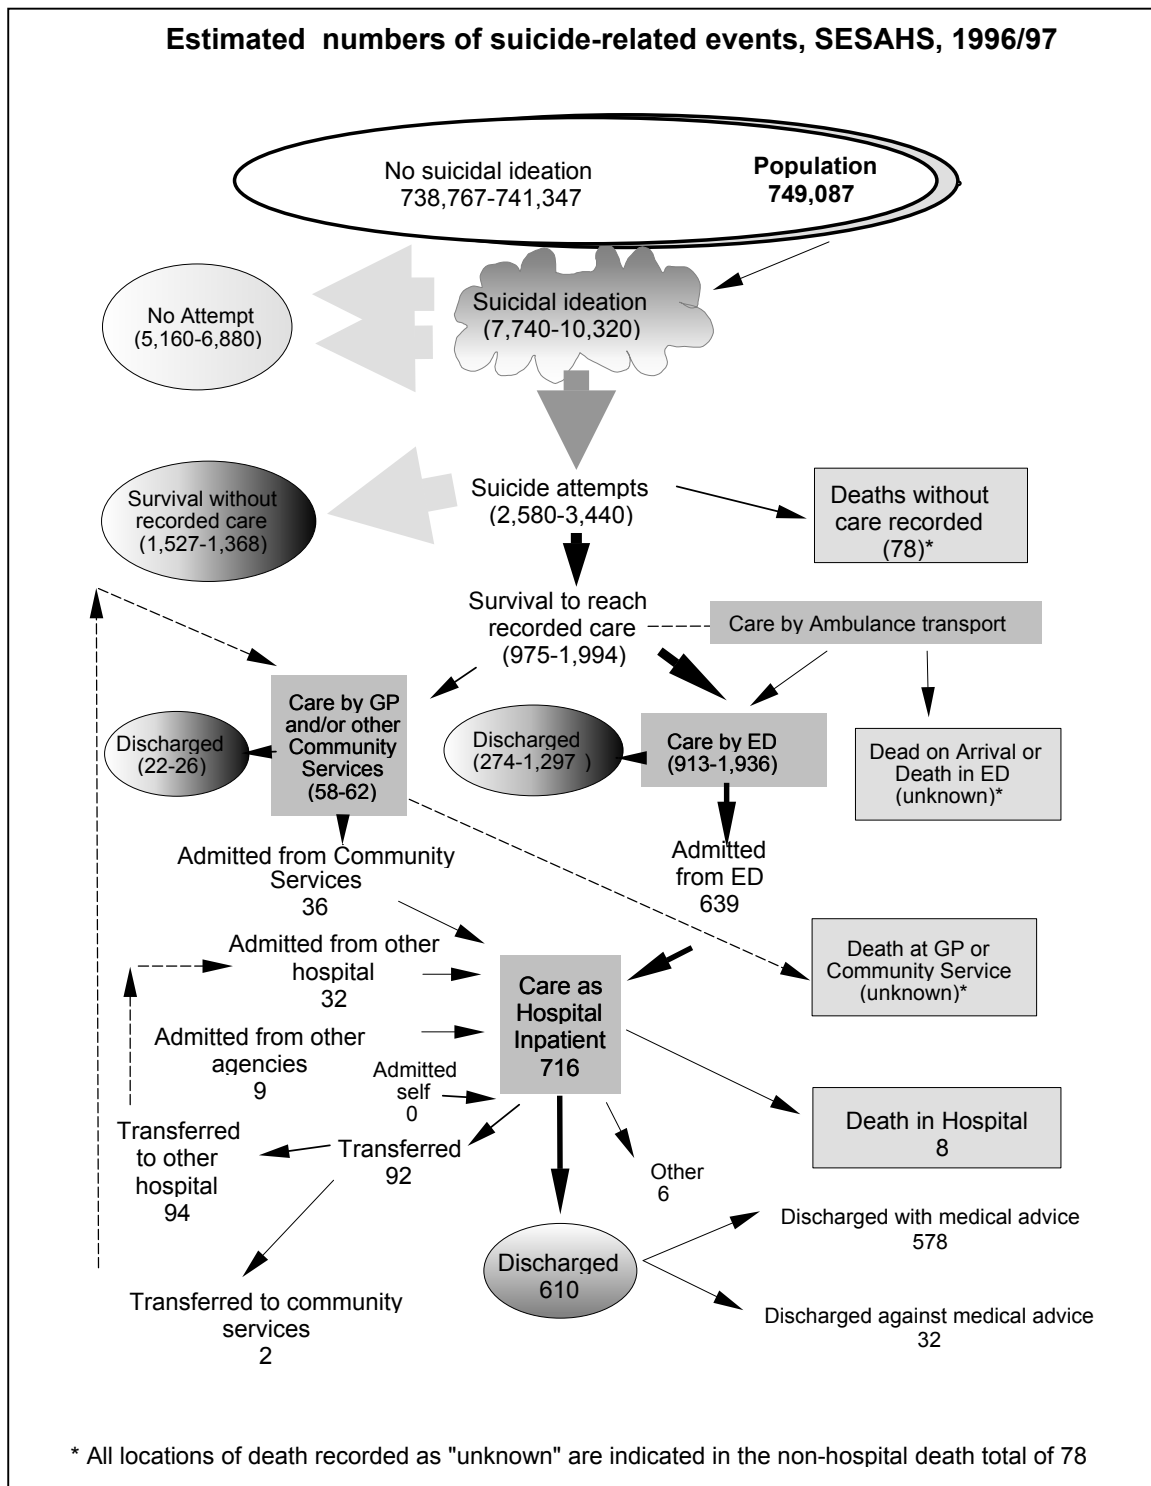 Estimated numbers of suicide-related events, SESAHS, 1996/97
No suicidal ideation
738,767-741,347
Population
749,087
Suicidal ideation
(7,740-10,320)
No Attempt
(5,160-6,880)
Suicide attempts
(2,580-3,440)
Survival without
recorded care
(1,527-1,368)
Deaths without
care recorded
(78)*
Survival to reach
recorded care
(975-1,994)
Care by Ambulance transport
Care by GP
and/or other
Community
Services
(58-62)
Discharged
(22-26)
Discharged
(274-1,297 )
Care by ED
(913-1,936)
Dead on Arrival or
Death in ED
(unknown)*
Admitted from Community
Services
36
Admitted
from ED
639
Admitted from other
hospital
32
Care as
Hospital
Inpatient
716
Death at GP or
Community Service
(unknown)*
Admitted from other
agencies
9
Admitted
self
0
Death in Hospital
8
Transferred
to other
hospital
94
Transferred
92
Other
6
Discharged
610
Discharged with medical advice
578
Discharged against medical advice
32
Transferred to community
services
2
* All locations of death recorded as "unknown" are indicated in the non-hospital death total of 78